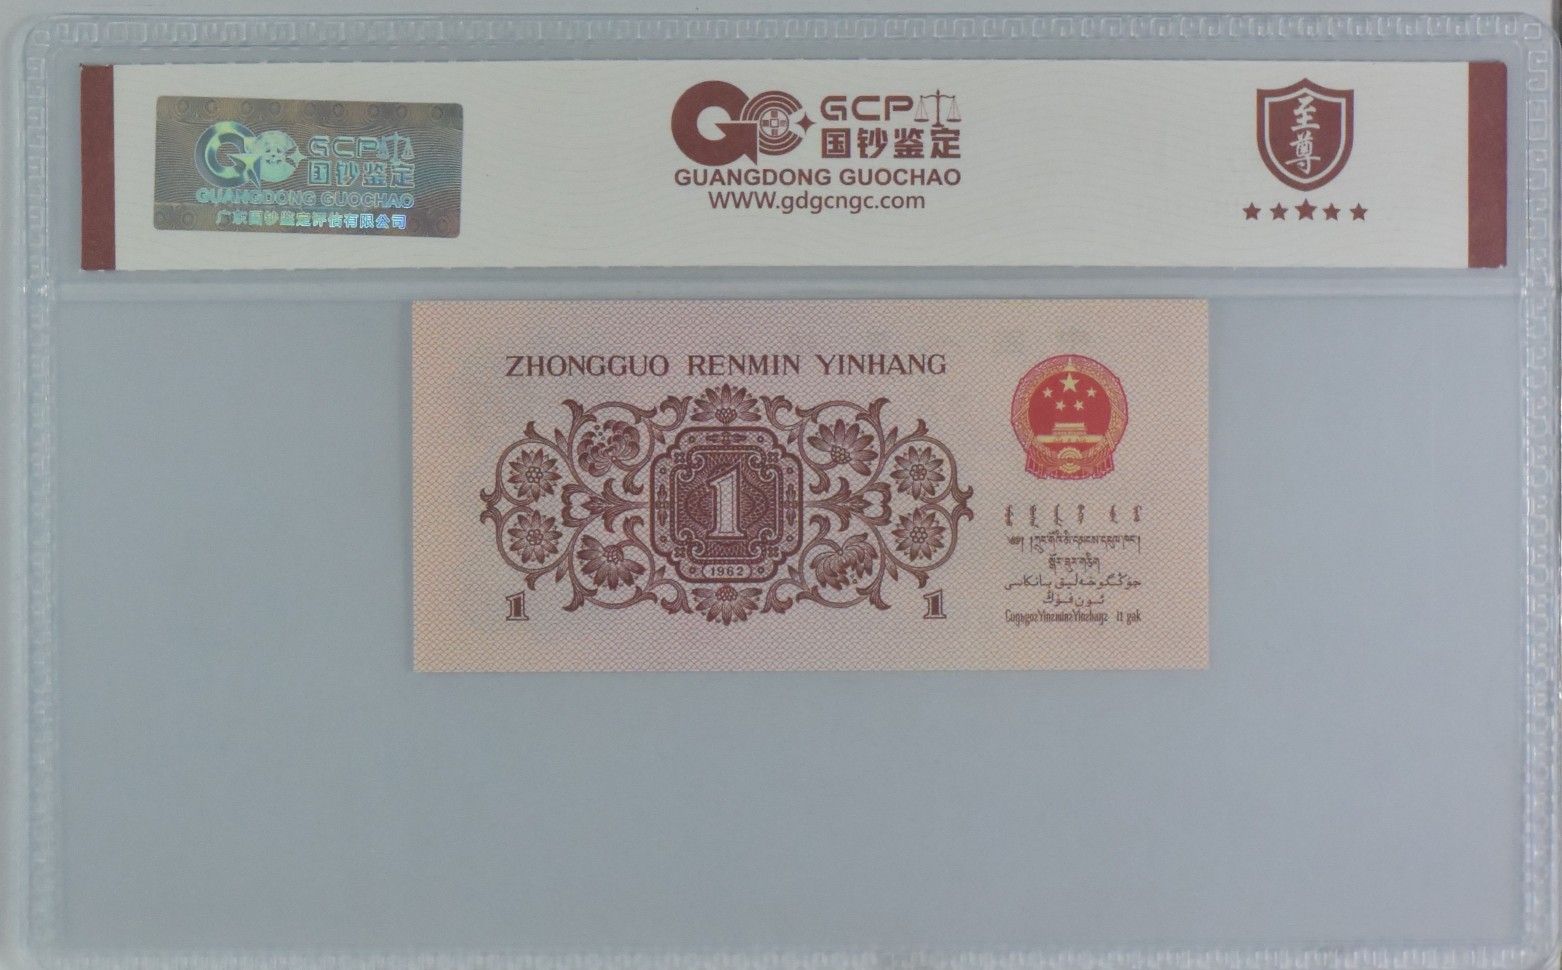 GCP
国钞鉴定
GUANGDONG GUOCHAO
广东国钞鉴定评估有限公司
GCP
国钞鉴定
GUANGDONG GUOCHAO
WWW.gdgcngc.com
至尊
ZHONGGUO RENMIN YINHANG
1
(1962)
1 1
جۇڭگوخەلىق بانكاسى